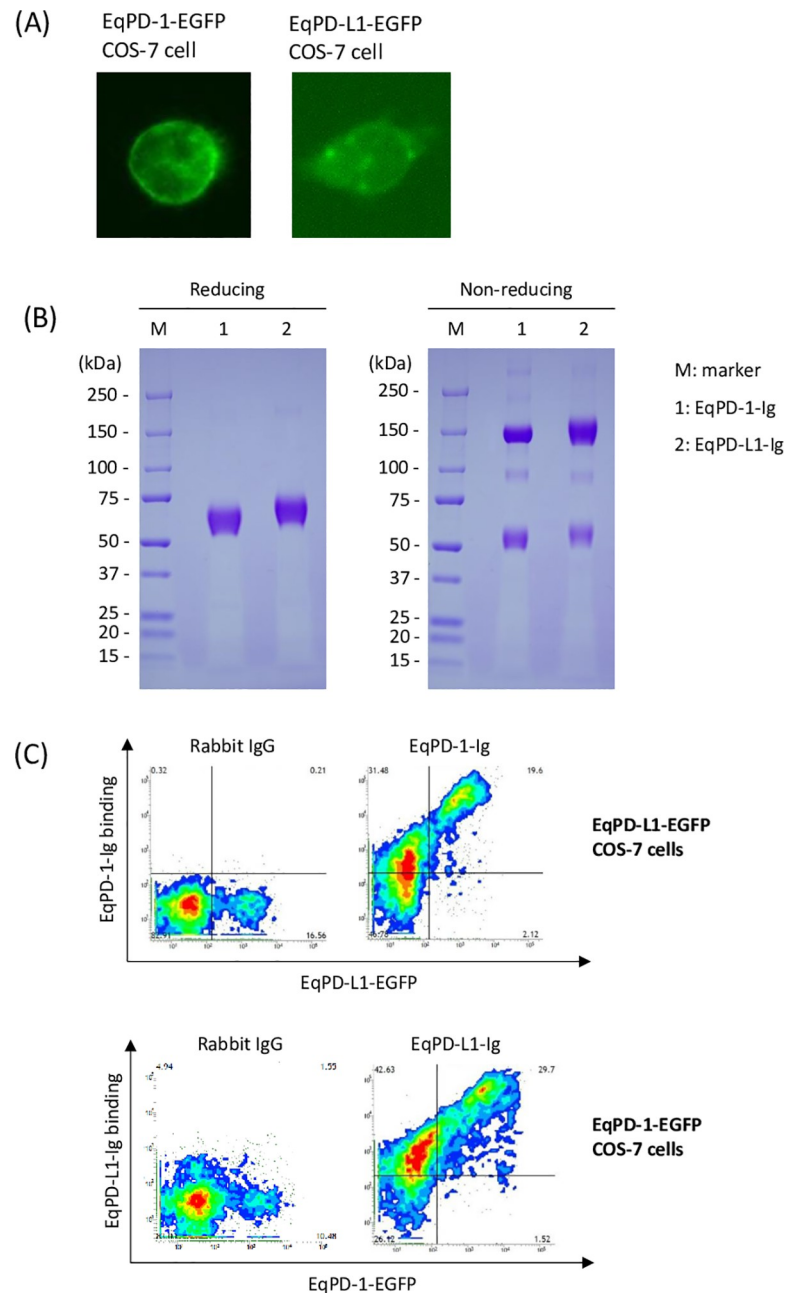 (A)
EqPD-1-EGFP
COS-7 cell
EqPD-L1-EGFP
COS-7 cell
(B)
Reducing
M 1 2
(kDa)
250 -
150 -
100 -
75 -
50 -
37 -
25 -
20 -
15 -
Non-reducing
M 1 2
(kDa)
250 -
150 -
100 -
75 -
50 -
37 -
25 -
20 -
15 -
M: marker
1: EqPD-1-Ig
2: EqPD-L1-Ig
(C)
Rabbit IgG
EqPD-1-Ig
0.32 0.21
16.56
31.48 19.6
2.12
EqPD-1-Ig binding
EqPD-L1-EGFP
EqPD-L1-EGFP
COS-7 cells
Rabbit IgG
EqPD-L1-Ig
4.94 1.55
10.48
42.63 29.7
26.12 1.52
EqPD-L1-Ig binding
EqPD-1-EGFP
EqPD-1-EGFP
COS-7 cells